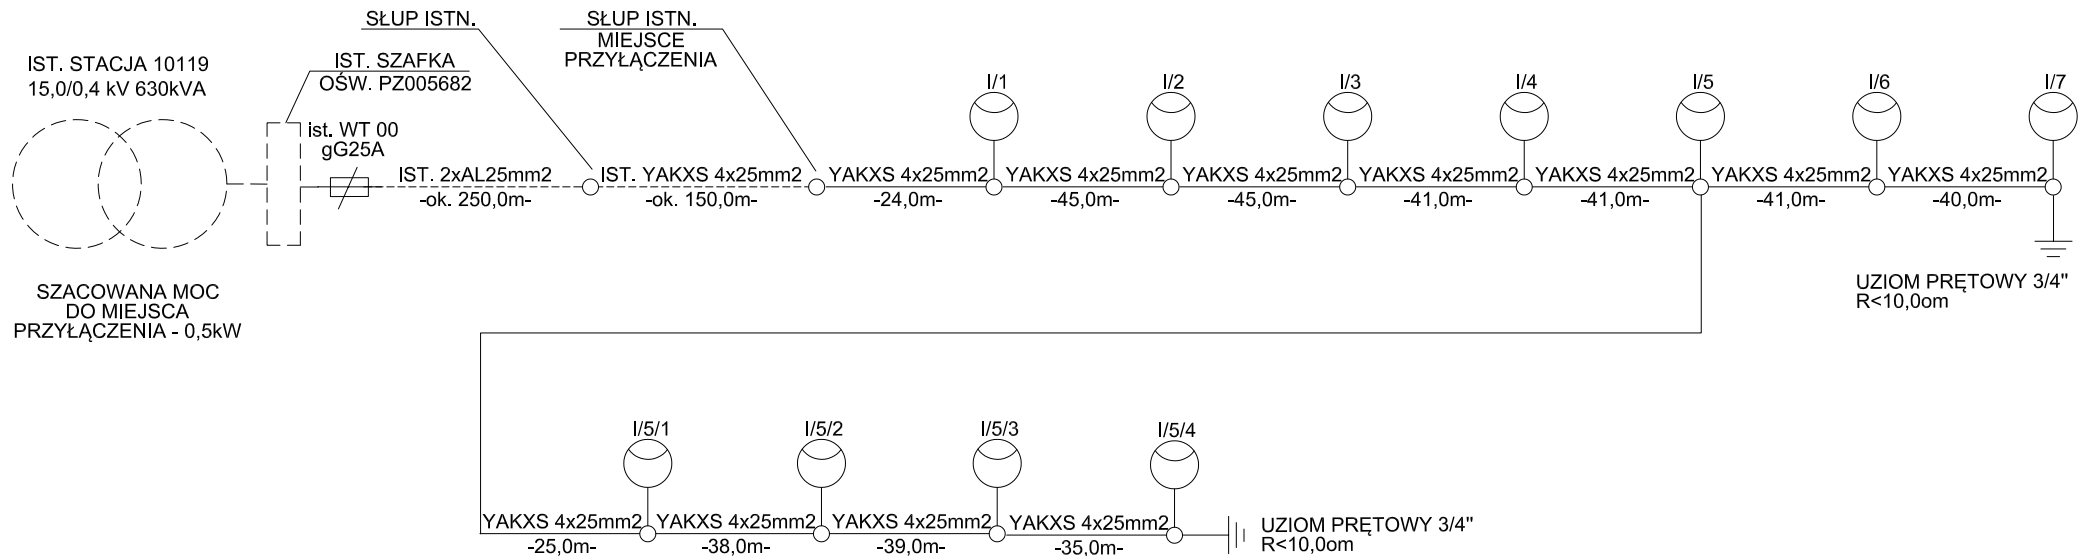 SŁUP ISTN.
SŁUP ISTN.
MIEJSCE
PRZYŁĄCZENIA
IST. STACJA 10119
15,0/0,4 kV 630kVA
IST. SZAFKA
OŚW. PZ005682
ist. WT 00
gG25A
I/1
I/2
I/3
I/4
I/5
I/6
I/7
IST. 2xAL25mm2
-ok. 250,0m-
IST. YAKXS 4x25mm2
-ok. 150,0m-
YAKXS 4x25mm2
-24,0m-
YAKXS 4x25mm2
-45,0m-
YAKXS 4x25mm2
-45,0m-
YAKXS 4x25mm2
-41,0m-
YAKXS 4x25mm2
-41,0m-
YAKXS 4x25mm2
-41,0m-
YAKXS 4x25mm2
-40,0m-
UZIOM PRĘTOWY 3/4"
R<10,0om
SZACOWANA MOC
DO MIEJSCA
PRZYŁĄCZENIA - 0,5kW
I/5/1
I/5/2
I/5/3
I/5/4
YAKXS 4x25mm2
-25,0m-
YAKXS 4x25mm2
-38,0m-
YAKXS 4x25mm2
-39,0m-
YAKXS 4x25mm2
-35,0m-
UZIOM PRĘTOWY 3/4"
R<10,0om